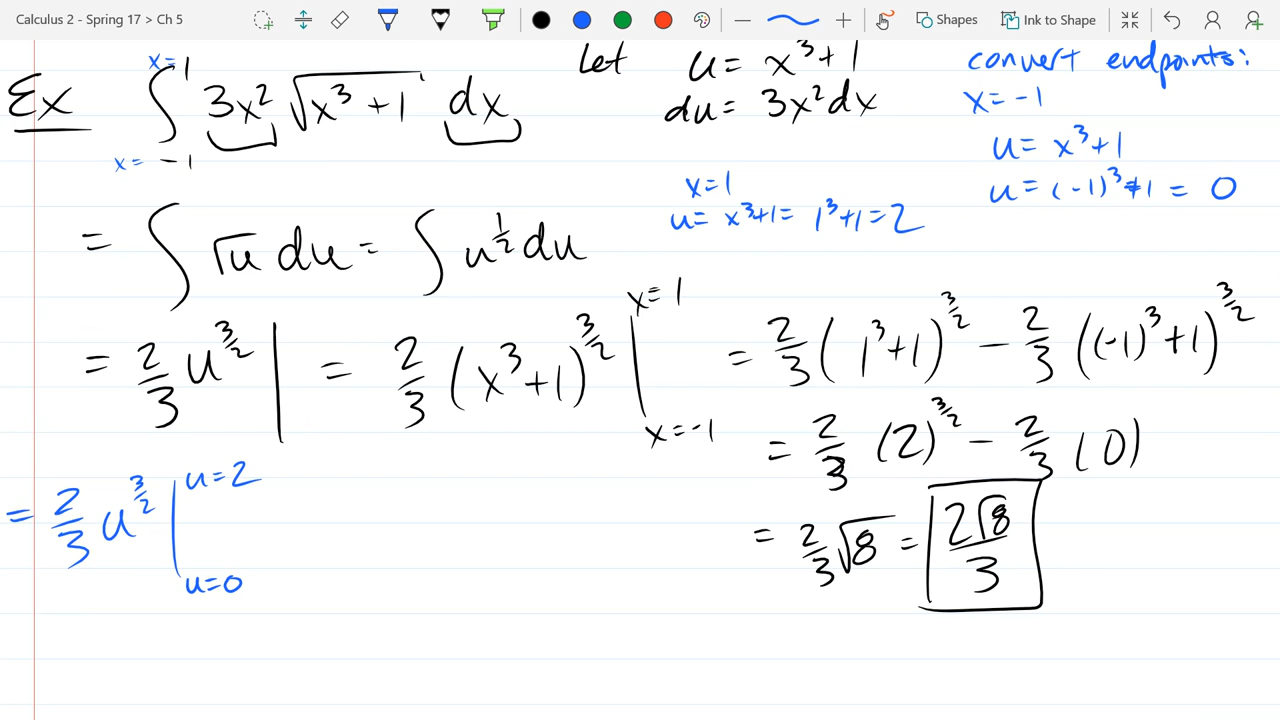 Calculus 2 - Spring 17 > Ch 5
Shapes
Ink to Shape
Ex ∫_{x=-1}^{x=1} 3x² √(x³+1) dx
Let u = x³+1
du = 3x²dx
convert endpoints:
x=-1
u= x³+1
u= (-1)³+1 = 0
x=1
u= x³+1= 1³+1=2
= ∫ √u du = ∫ u^{1/2} du
= 2/3 u^{3/2} | = 2/3 (x³+1)^{3/2} |_{x=-1}^{x=1} = 2/3 (1³+1)^{3/2} − 2/3 ((-1)³+1)^{3/2}
= 2/3 (2)^{3/2} − 2/3 (0)
= 2/3 √8 = 2√8/3
= 2/3 u^{3/2} |_{u=0}^{u=2}